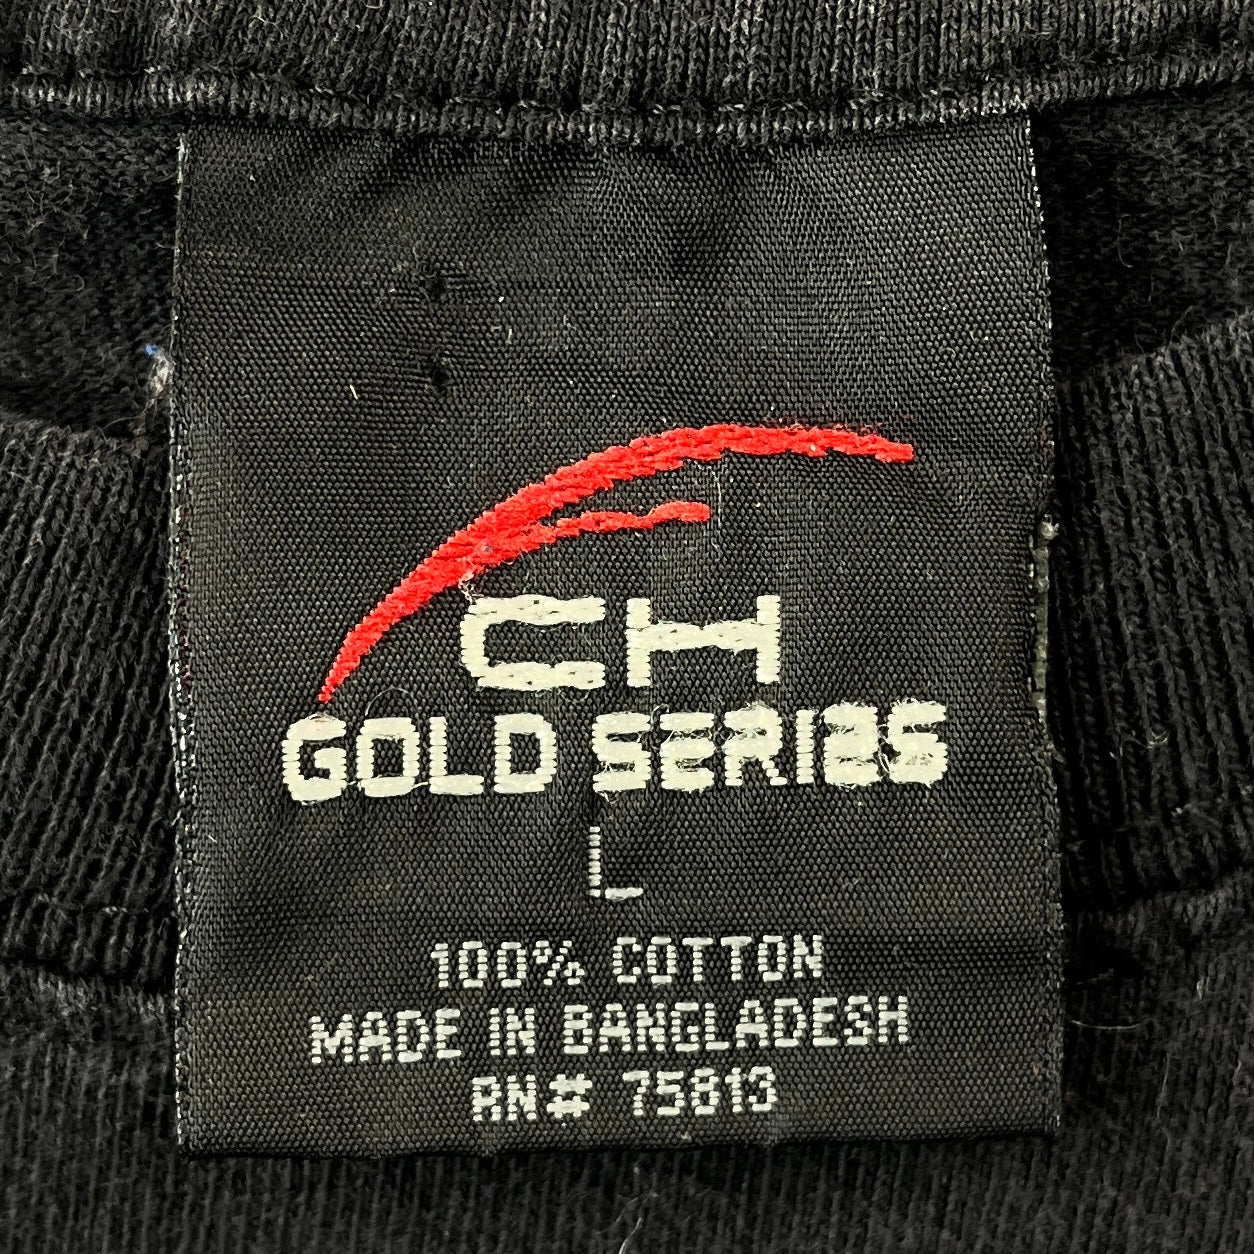 CH
GOLD SERIES
L
100% COTTON
MADE IN BANGLADESH
RN# 75813